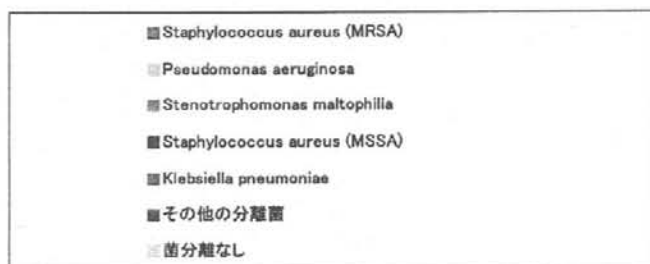 Staphylococcus aureus (MRSA)
Pseudomonas aeruginosa
Stenotrophomonas maltophilia
Staphylococcus aureus (MSSA)
Klebsiella pneumoniae
その他の分離菌
菌分離なし